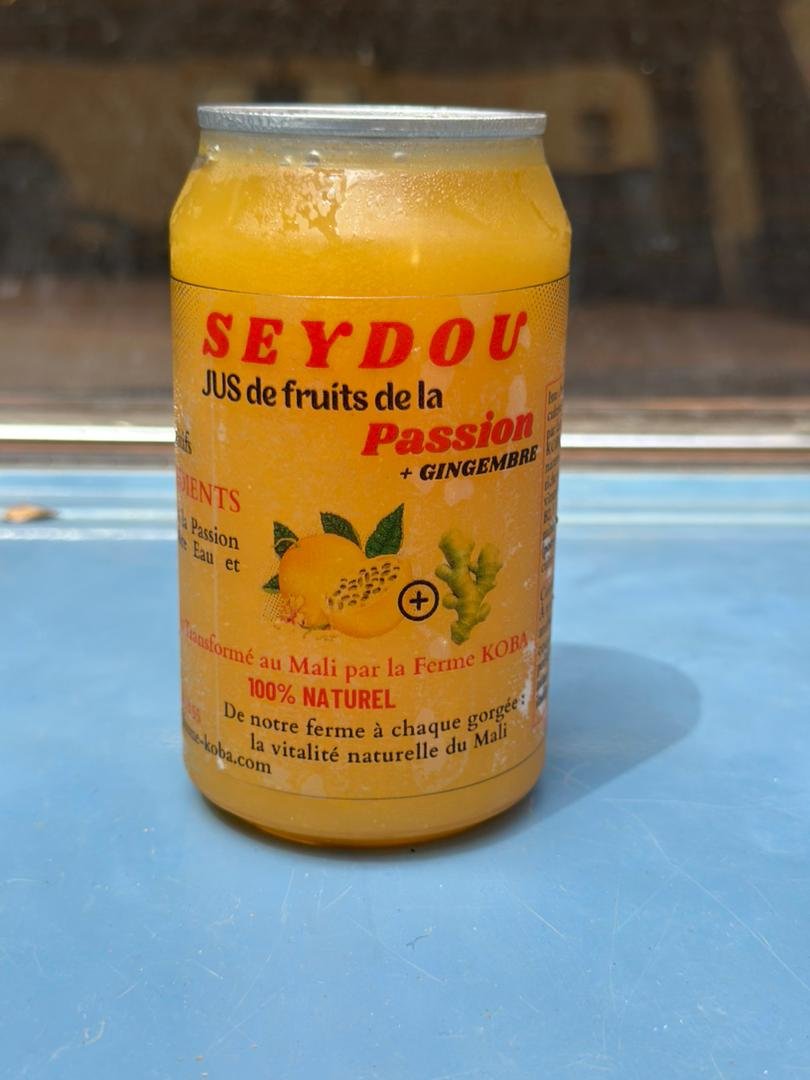 SEYDOU
JUS de fruits de la
Passion
+ GINGEMBRE
la Passion
Eau et
Transformé au Mali par la Ferme KOBA
100% NATUREL
De notre ferme à chaque gorgée :
la vitalité naturelle du Mali
-koba.com